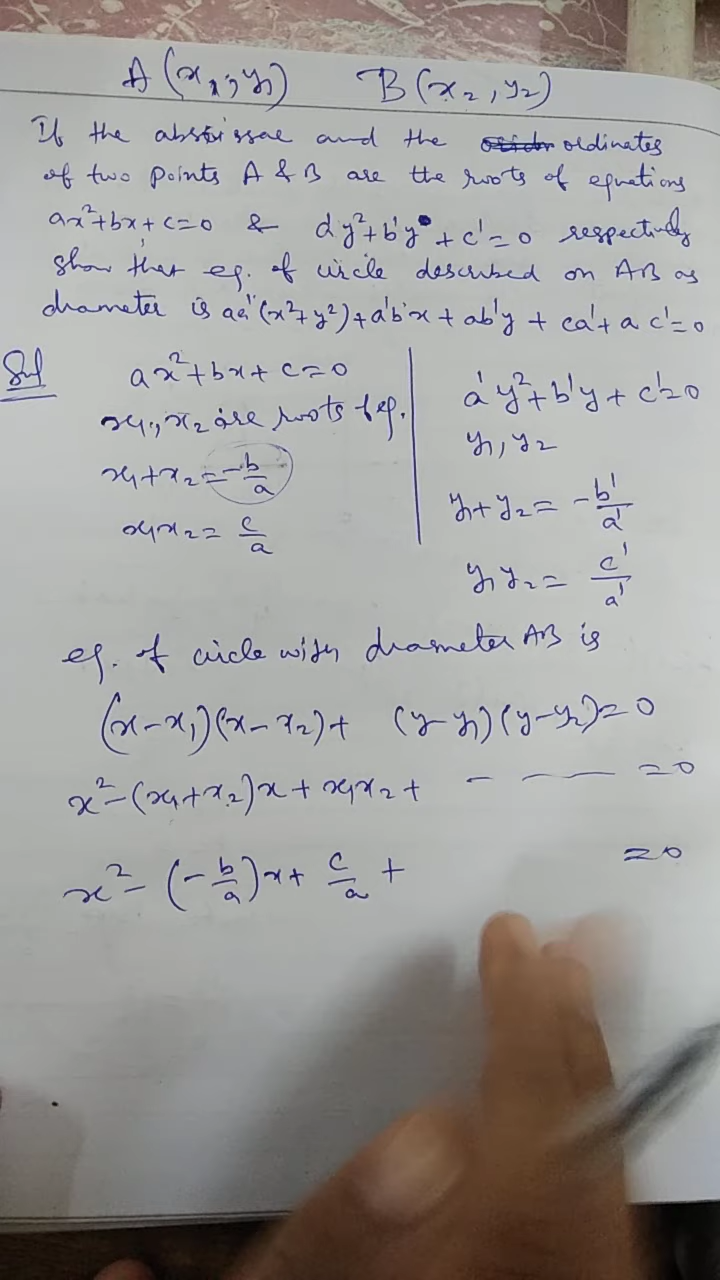 A (x₁, y₁) B (x₂, y₂)
If the absissae and the ordinates
of two points A & B are the roots of equations
ax²+bx+c=0 & a'y²+b'y+c'=0 respectively
show that eq. of circle described on AB as
diameter is aa'(x²+y²)+a'b'x+ab'y+ca'+ac'=0
Sol ax²+bx+c=0
x₁, x₂ are roots of eq.
x₁+x₂=-b/a
x₁x₂=c/a
a'y²+b'y+c'=0
y₁, y₂
y₁+y₂=-b'/a'
y₁y₂=c'/a'
eq. of circle with diameter AB is
(x-x₁)(x-x₂)+(y-y₁)(y-y₂)=0
x²-(x₁+x₂)x+x₁x₂+ - — — =0
x²-(-b/a)x+c/a+ =0